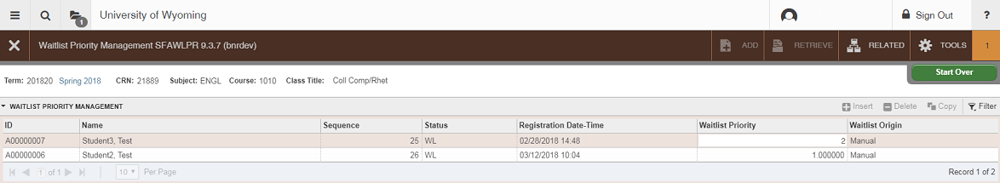 1 University of Wyoming Sign Out ?
Waitlist Priority Management SFAWLPR 9.3.7 (bnrdev) ADD RETRIEVE RELATED TOOLS 1
Term: 201820 Spring 2018 CRN: 21889 Subject: ENGL Course: 1010 Class Title: Coll Comp/Rhet Start Over
WAITLIST PRIORITY MANAGEMENT Insert Delete Copy Filter
ID Name Sequence Status Registration Date-Time Waitlist Priority Waitlist Origin
A00000007 Student3, Test 25 WL 02/28/2018 14:48 2 Manual
A00000006 Student2, Test 26 WL 03/12/2018 10:04 1.000000 Manual
1 of 1 10 Per Page Record 1 of 2